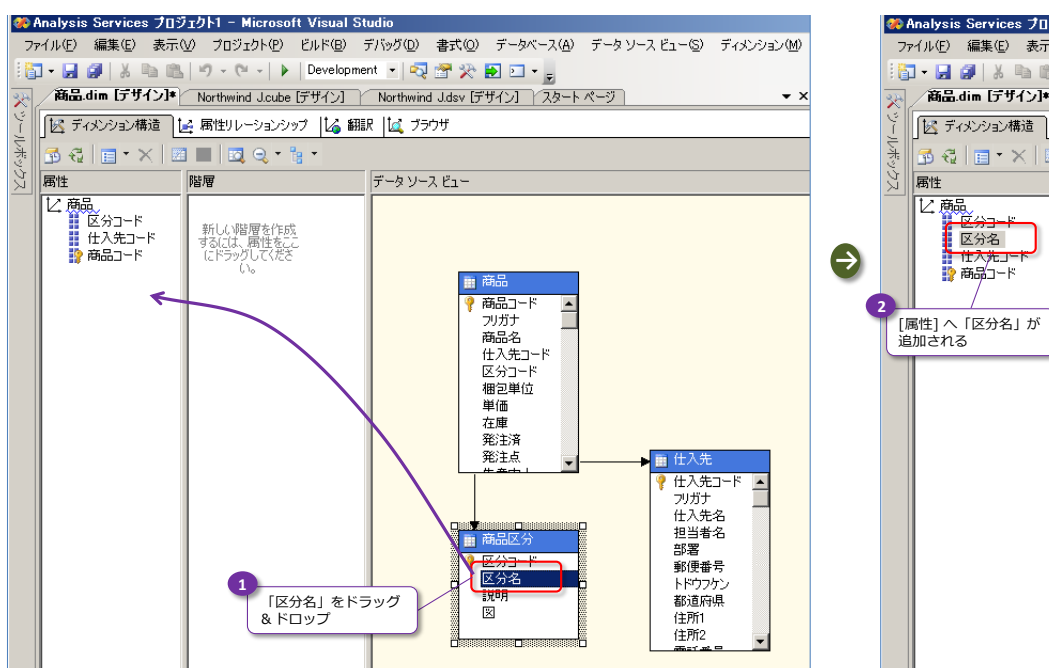 Analysis Services プロジェクト1 - Microsoft Visual Studio
ファイル(F) 編集(E) 表示(V) プロジェクト(P) ビルド(B) デバッグ(D) 書式(O) データベース(A) データ ソース ビュー(S) ディメンション(M)
Development
商品.dim [デザイン]* Northwind J.cube [デザイン] Northwind J.dsv [デザイン] スタート ページ
ツールボックス
ディメンション構造 属性リレーションシップ 翻訳 ブラウザ
属性
商品
区分コード
仕入先コード
商品コード
階層
新しい階層を作成
するには、属性をここ
にドラッグしてくださ
い。
データ ソース ビュー
商品
商品コード
フリガナ
商品名
仕入先コード
区分コード
梱包単位
単価
在庫
発注済
発注点
仕入先
仕入先コード
フリガナ
仕入先名
担当者名
部署
郵便番号
トドウフケン
都道府県
住所1
住所2
電話番号
商品区分
区分コード
区分名
説明
図
1
「区分名」をドラッグ
& ドロップ
Analysis Services プロ
ファイル(F) 編集(E) 表示
商品.dim [デザイン]*
ツールボックス
ディメンション構造
属性
商品
区分コード
区分名
仕入先コード
商品コード
2
[属性] へ「区分名」が
追加される